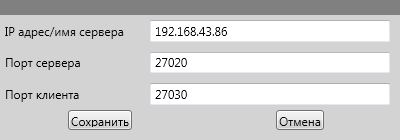 IP адрес/имя сервера 192.168.43.86
Порт сервера 27020
Порт клиента 27030
Сохранить Отмена